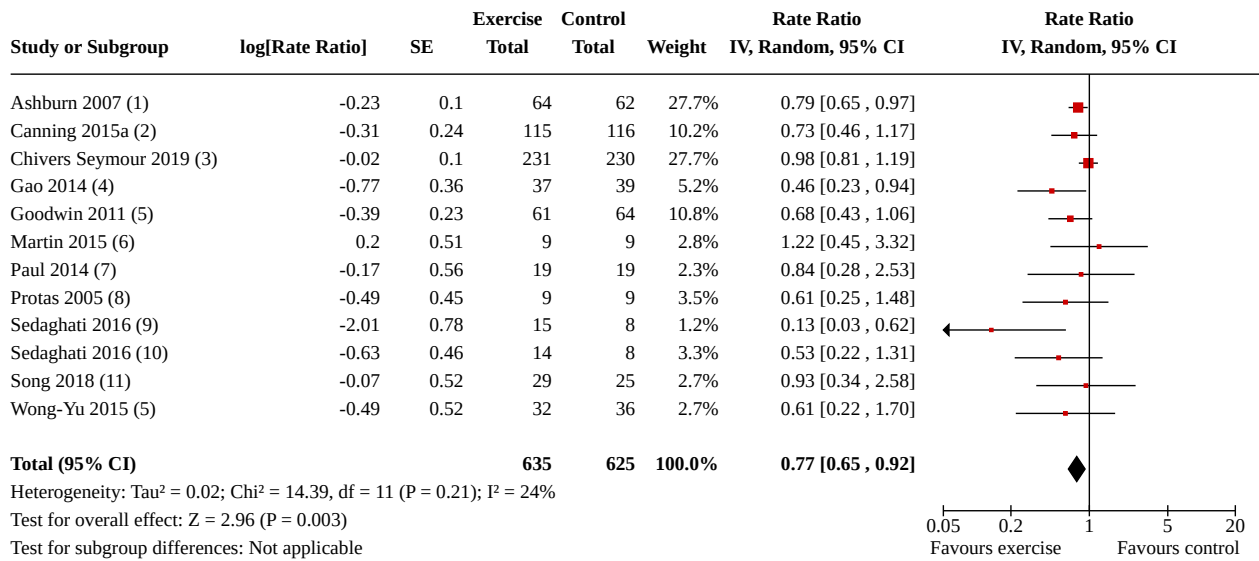 Exercise Control Rate Ratio Rate Ratio
Study or Subgroup log[Rate Ratio] SE Total Total Weight IV, Random, 95% CI IV, Random, 95% CI
Ashburn 2007 (1) -0.23 0.1 64 62 27.7% 0.79 [0.65 , 0.97]
Canning 2015a (2) -0.31 0.24 115 116 10.2% 0.73 [0.46 , 1.17]
Chivers Seymour 2019 (3) -0.02 0.1 231 230 27.7% 0.98 [0.81 , 1.19]
Gao 2014 (4) -0.77 0.36 37 39 5.2% 0.46 [0.23 , 0.94]
Goodwin 2011 (5) -0.39 0.23 61 64 10.8% 0.68 [0.43 , 1.06]
Martin 2015 (6) 0.2 0.51 9 9 2.8% 1.22 [0.45 , 3.32]
Paul 2014 (7) -0.17 0.56 19 19 2.3% 0.84 [0.28 , 2.53]
Protas 2005 (8) -0.49 0.45 9 9 3.5% 0.61 [0.25 , 1.48]
Sedaghati 2016 (9) -2.01 0.78 15 8 1.2% 0.13 [0.03 , 0.62]
Sedaghati 2016 (10) -0.63 0.46 14 8 3.3% 0.53 [0.22 , 1.31]
Song 2018 (11) -0.07 0.52 29 25 2.7% 0.93 [0.34 , 2.58]
Wong-Yu 2015 (5) -0.49 0.52 32 36 2.7% 0.61 [0.22 , 1.70]
Total (95% CI) 635 625 100.0% 0.77 [0.65 , 0.92]
Heterogeneity: Tau² = 0.02; Chi² = 14.39, df = 11 (P = 0.21); I² = 24%
Test for overall effect: Z = 2.96 (P = 0.003)
Test for subgroup differences: Not applicable
0.05 0.2 1 5 20
Favours exercise Favours control